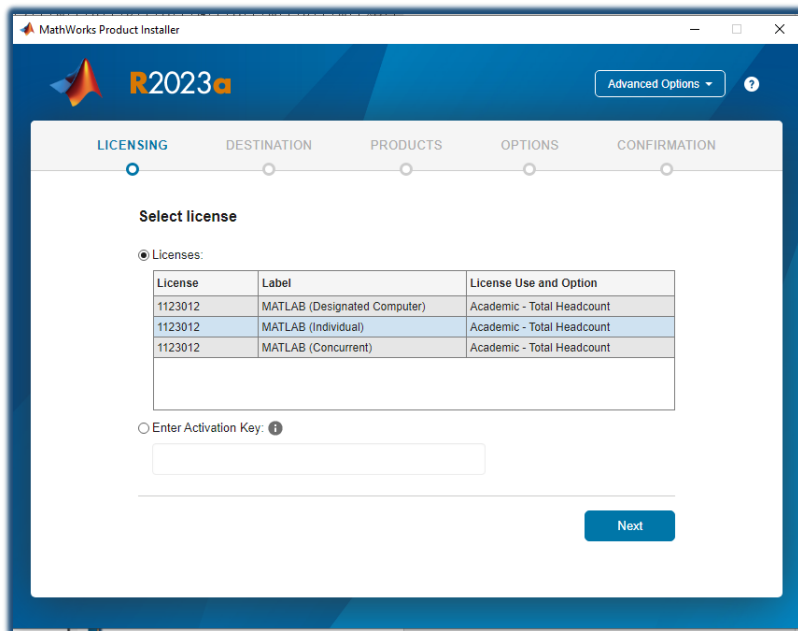 MathWorks Product Installer
R2023a
Advanced Options
?
LICENSING DESTINATION PRODUCTS OPTIONS CONFIRMATION
Select license
Licenses:
License Label License Use and Option
1123012 MATLAB (Designated Computer) Academic - Total Headcount
1123012 MATLAB (Individual) Academic - Total Headcount
1123012 MATLAB (Concurrent) Academic - Total Headcount
Enter Activation Key: i
Next